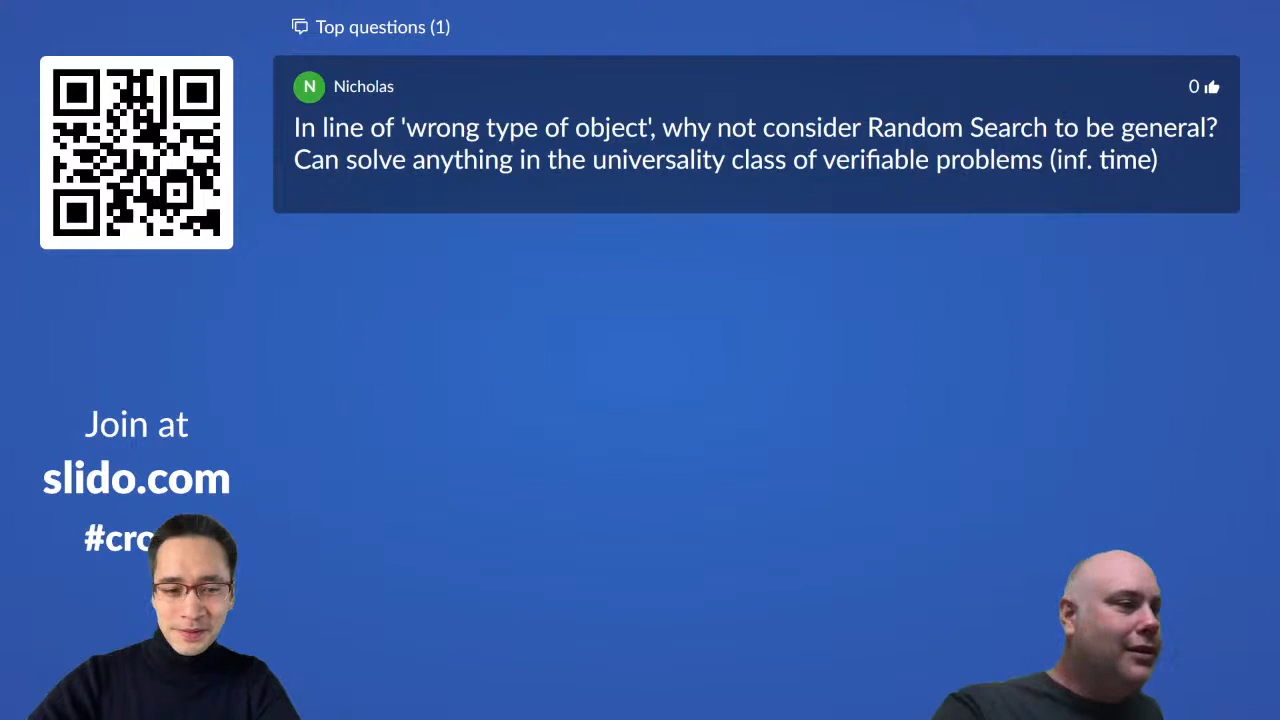 Top questions (1)
N
Nicholas
0
In line of 'wrong type of object', why not consider Random Search to be general?
Can solve anything in the universality class of verifiable problems (inf. time)
Join at
slido.com